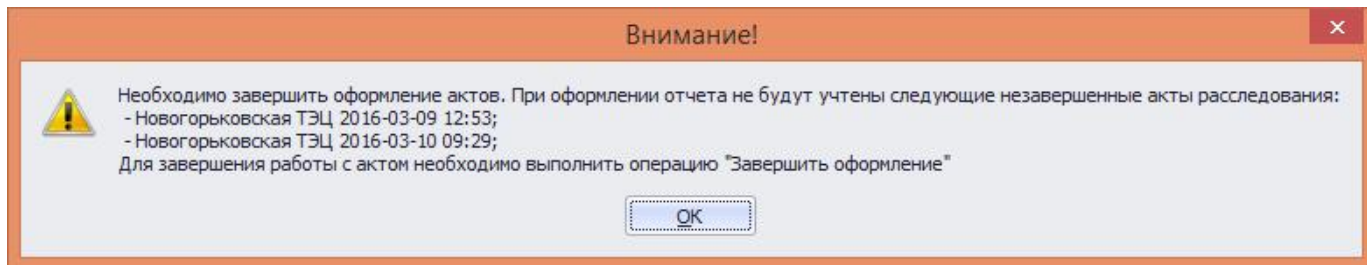 Внимание!
Необходимо завершить оформление актов. При оформлении отчета не будут учтены следующие незавершенные акты расследования:
- Новогорьковская ТЭЦ 2016-03-09 12:53;
- Новогорьковская ТЭЦ 2016-03-10 09:29;
Для завершения работы с актом необходимо выполнить операцию "Завершить оформление"
OK